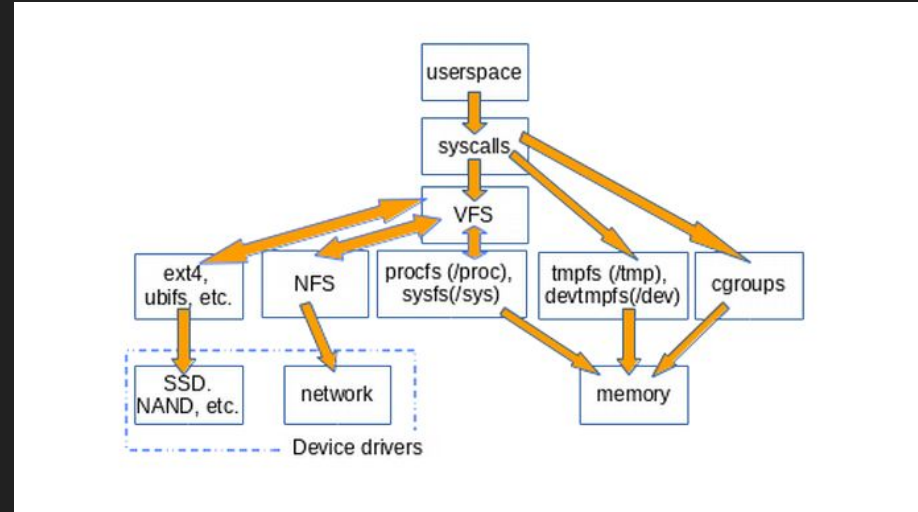 userspace
syscalls
VFS
ext4,
ubifs, etc.
NFS
procfs (/proc),
sysfs(/sys)
tmpfs (/tmp),
devtmpfs(/dev)
cgroups
SSD.
NAND, etc.
network
memory
Device drivers